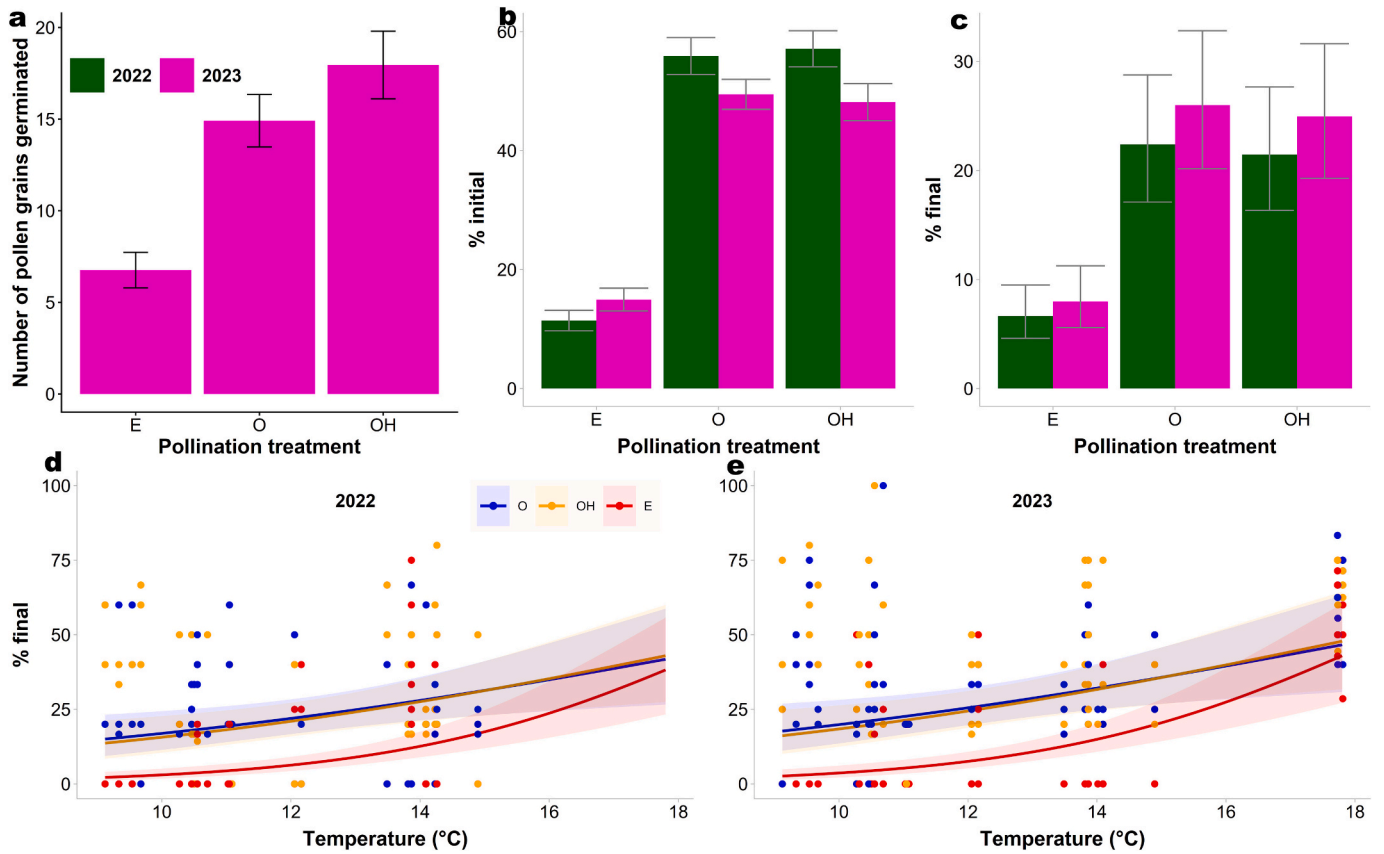 a
20
15
10
5
0
Number of pollen grains germinated
2022 2023
E O OH
Pollination treatment
b
60
40
20
0
% initial
E O OH
Pollination treatment
c
30
20
10
0
% final
E O OH
Pollination treatment
d
100
75
50
25
0
% final
2022
O OH E
10 12 14 16 18
Temperature (°C)
e
100
75
50
25
0
2023
10 12 14 16 18
Temperature (°C)